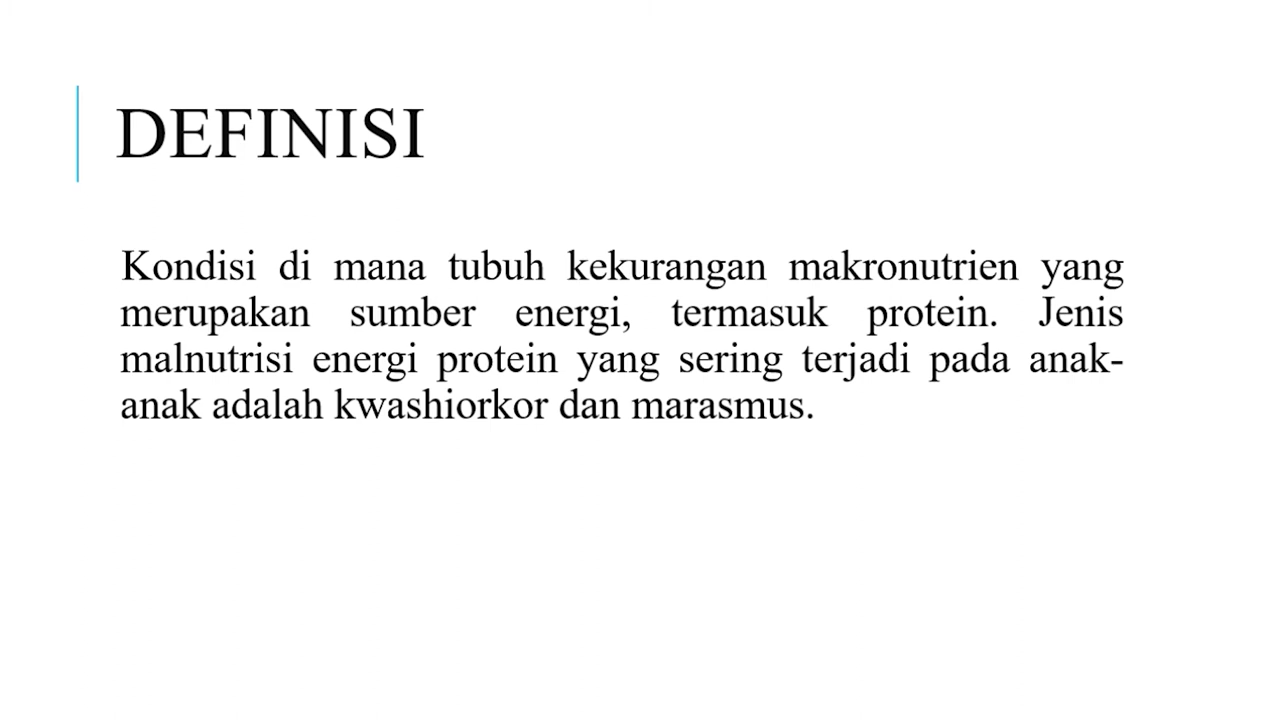 DEFINISI
Kondisi di mana tubuh kekurangan makronutrien yang
merupakan sumber energi, termasuk protein. Jenis
malnutrisi energi protein yang sering terjadi pada anak-
anak adalah kwashiorkor dan marasmus.